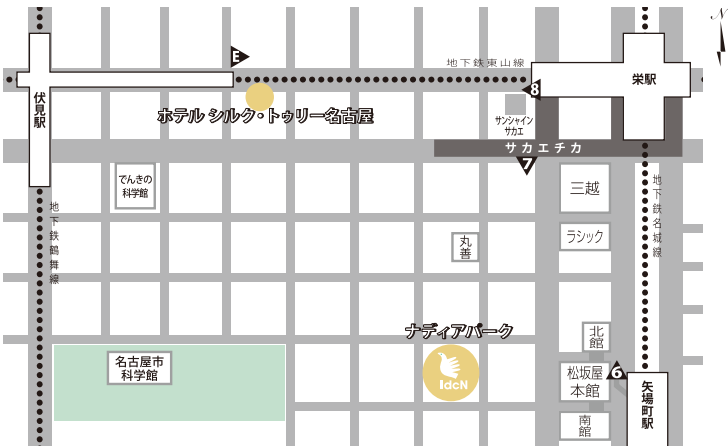 N
E
地下鉄東山線
栄駅
8
伏見駅
ホテル シルク・トゥリー名古屋
サンシャイン
サカエ
サカエチカ
7
でんきの
科学館
三越
地下鉄名城線
地下鉄鶴舞線
丸善
ラシック
ナディアパーク
IdcN
北館
名古屋市
科学館
松坂屋
本館
6
矢場町駅
南館